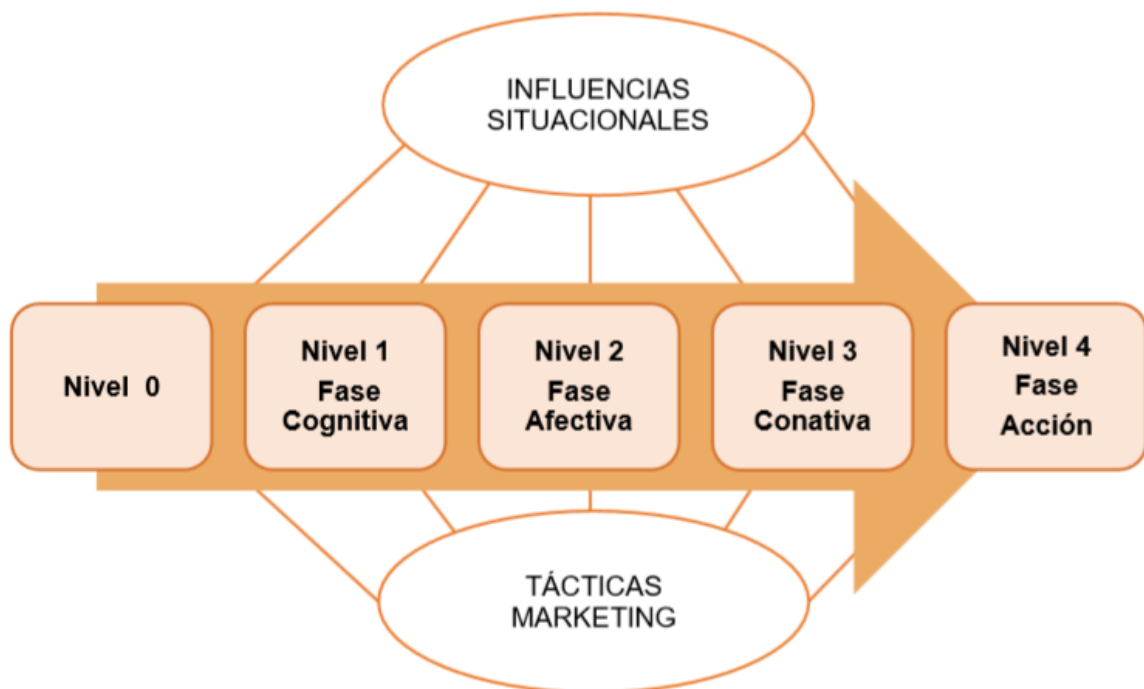 INFLUENCIAS
SITUACIONALES
Nivel 0
Nivel 1
Fase
Cognitiva
Nivel 2
Fase
Afectiva
Nivel 3
Fase
Conativa
Nivel 4
Fase
Acción
TÁCTICAS
MARKETING